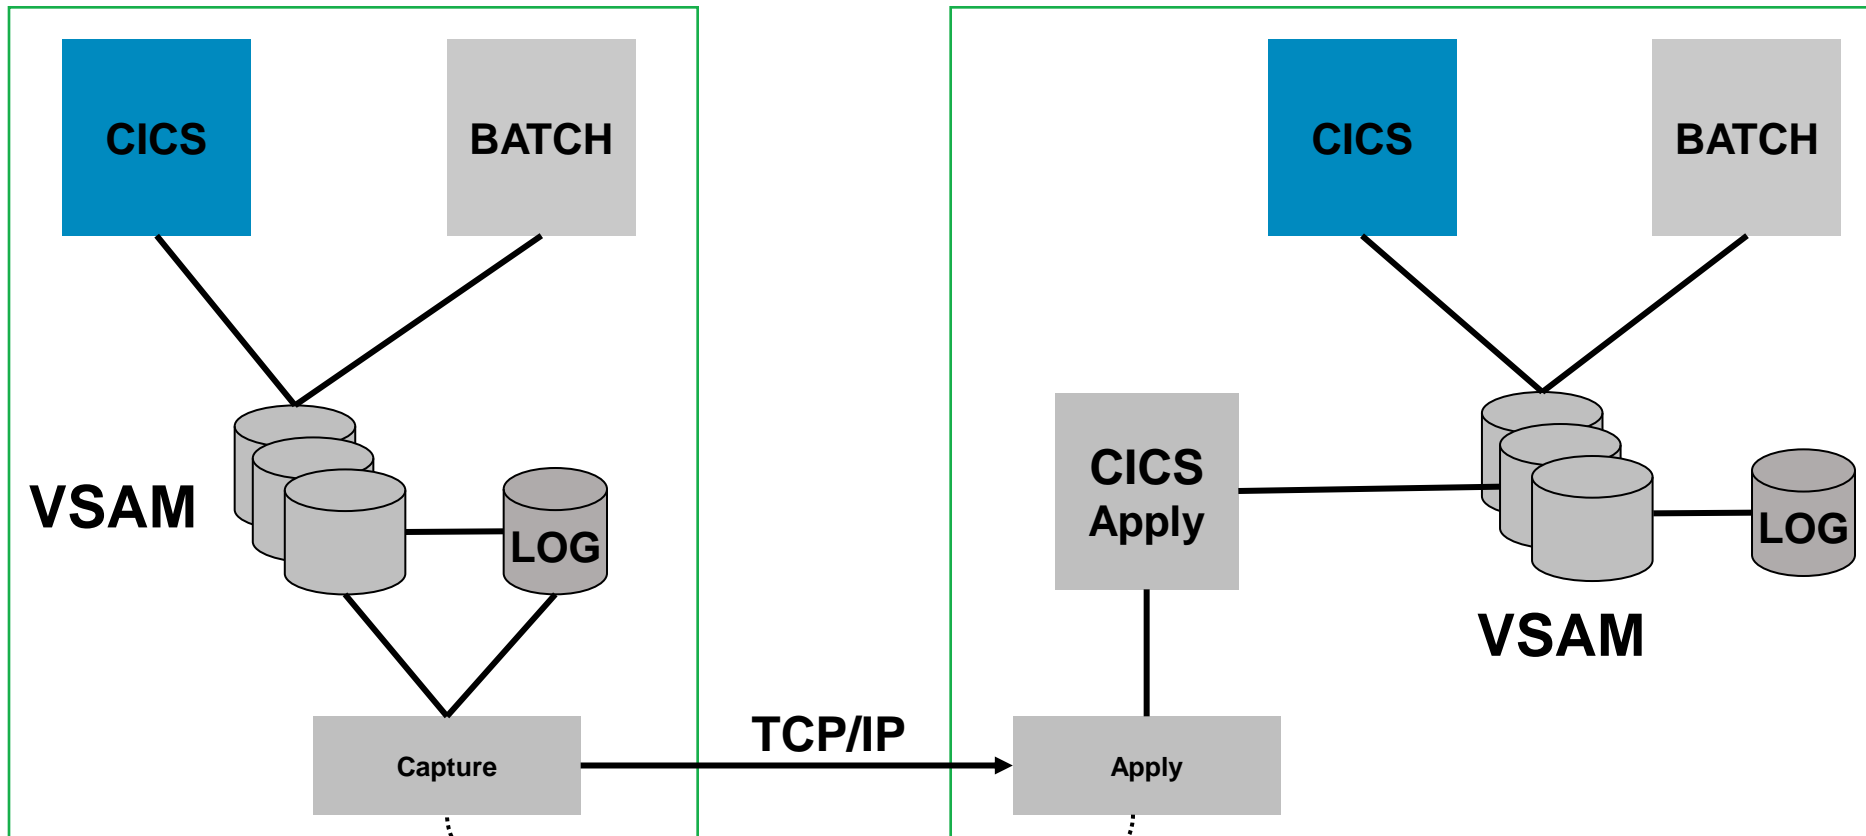 CICS
BATCH
VSAM
LOG
Capture
TCP/IP
CICS
BATCH
CICS
Apply
LOG
VSAM
Apply